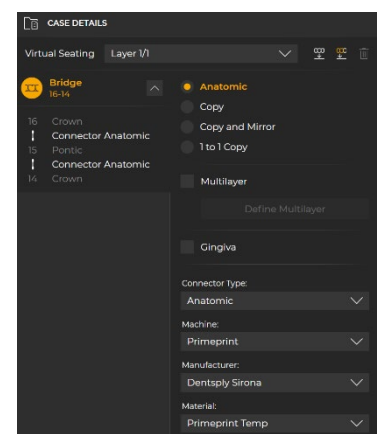 CASE DETAILS
Virtual Seating Layer 1/1
Bridge
16-14
16 Crown
Connector Anatomic
15 Pontic
Connector Anatomic
14 Crown
Anatomic
Copy
Copy and Mirror
1 to 1 Copy
Multilayer
Define Multilayer
Gingiva
Connector Type:
Anatomic
Machine:
Primeprint
Manufacturer:
Dentsply Sirona
Material:
Primeprint Temp